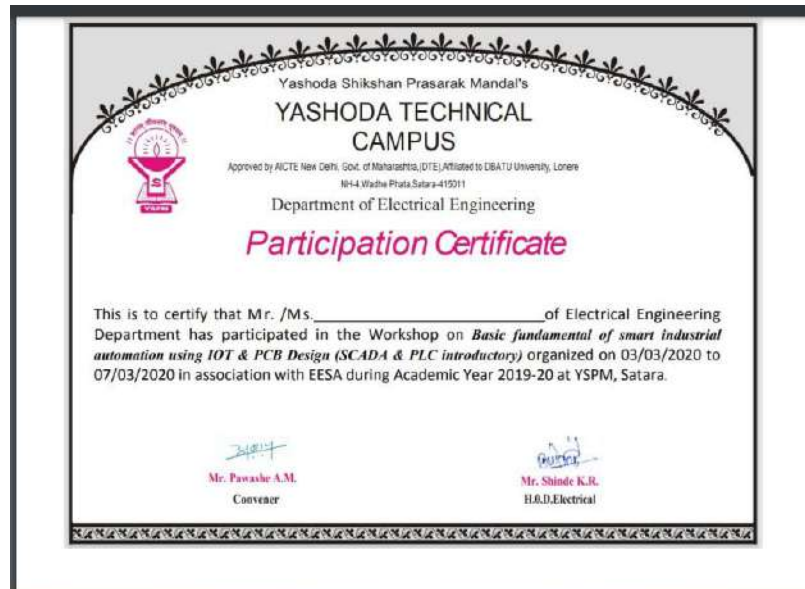 Yashoda Shikshan Prasarak Mandal's
YASHODA TECHNICAL
CAMPUS
Approved by AICTE New Delhi, Govt. of Maharashtra,(DTE),Affiliated to DBATU University, Lonere
NH-4,Wadhe Phata,Satara-415011
Department of Electrical Engineering
Participation Certificate
This is to certify that Mr. /Ms.____________________________of Electrical Engineering
Department has participated in the Workshop on Basic fundamental of smart industrial
automation using IOT & PCB Design (SCADA & PLC introductory) organized on 03/03/2020 to
07/03/2020 in association with EESA during Academic Year 2019-20 at YSPM, Satara.
Mr. Pawashe A.M.
Convener
Mr. Shinde K.R.
H.O.D.Electrical